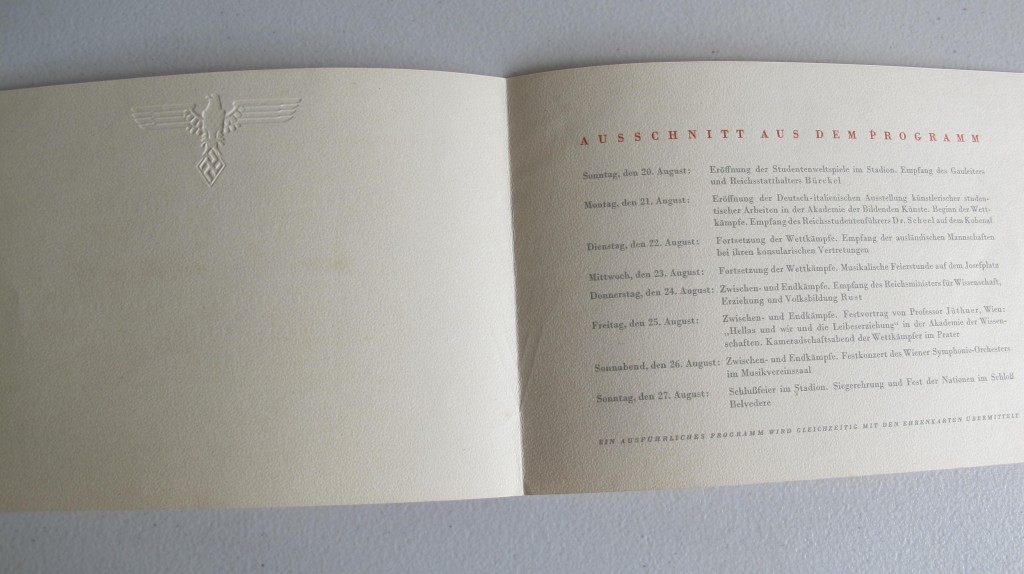 AUSSCHNITT AUS DEM PROGRAMM
Sonntag, den 20. August: Eröffnung der Studentenweltspiele im Stadion. Empfang des Gauleiters
und Reichsstatthalters Bürckel
Montag, den 21. August: Eröffnung der Deutsch-italienischen Ausstellung künstlerischer studen-
tischer Arbeiten in der Akademie der Bildenden Künste. Beginn der Wett-
kämpfe. Empfang des Reichsstudentenführers Dr. Scheel auf dem Kobenzl
Dienstag, den 22. August: Fortsetzung der Wettkämpfe. Empfang der ausländischen Mannschaften
bei ihren konsularischen Vertretungen
Mittwoch, den 23. August: Fortsetzung der Wettkämpfe. Musikalische Feierstunde auf dem Josefplatz
Donnerstag, den 24. August: Zwischen- und Endkämpfe. Empfang des Reichsministers für Wissenschaft,
Erziehung und Volksbildung Rust
Freitag, den 25. August: Zwischen- und Endkämpfe. Festvortrag von Professor Jüthner, Wien:
„Hellas und wir und die Leibeserziehung“ in der Akademie der Wissen-
schaften. Kameradschaftsabend der Wettkämpfer im Prater
Sonnabend, den 26. August: Zwischen- und Endkämpfe. Festkonzert des Wiener Symphonie-Orchesters
im Musikvereinssaal
Sonntag, den 27. August: Schlußfeier im Stadion. Siegerehrung und Fest der Nationen im Schloß
Belvedere
EIN AUSFÜHRLICHES PROGRAMM WIRD GLEICHZEITIG MIT DEN EHRENKARTEN ÜBERMITTELT